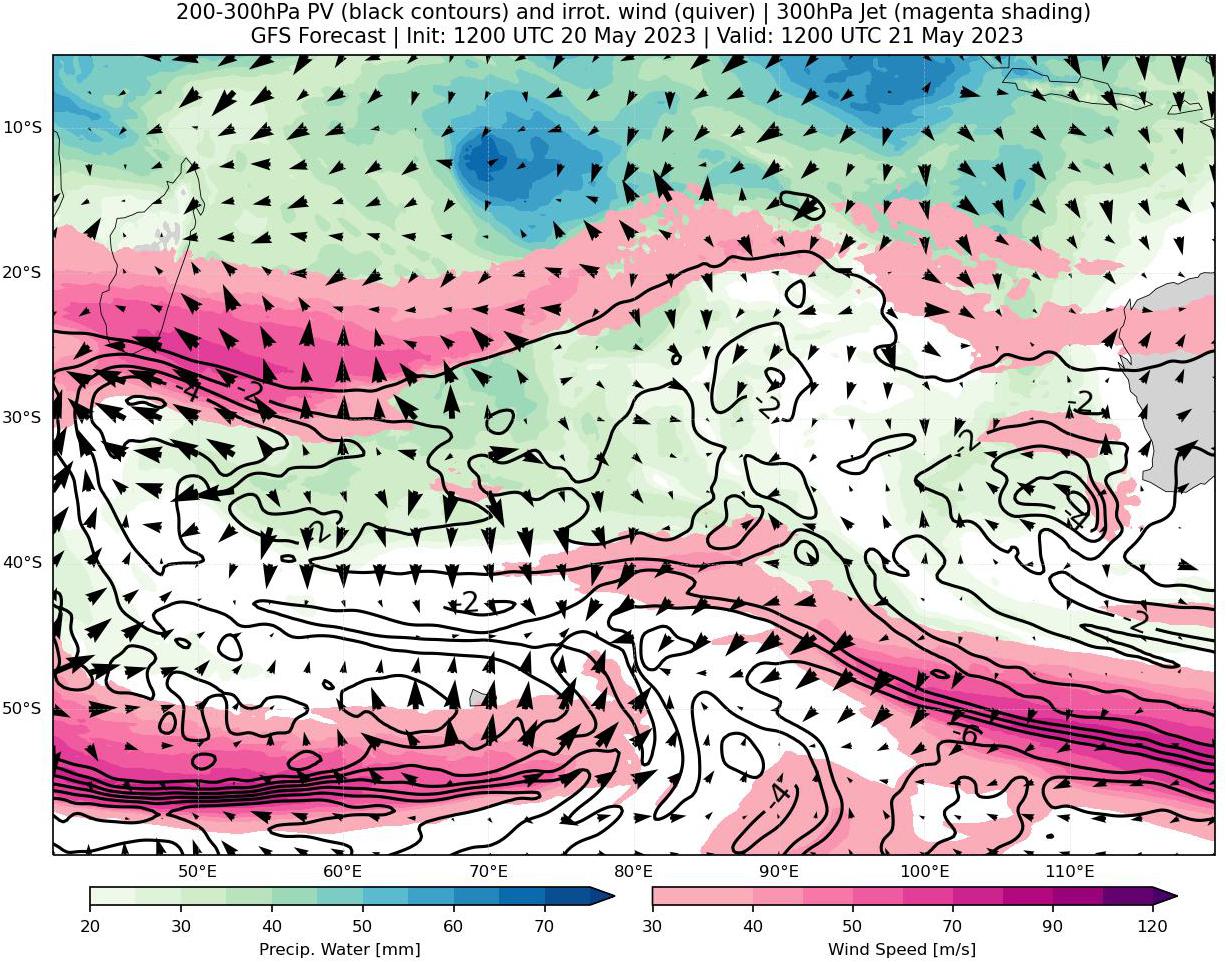 200-300hPa PV (black contours) and irrot. wind (quiver) | 300hPa Jet (magenta shading)
GFS Forecast | Init: 1200 UTC 20 May 2023 | Valid: 1200 UTC 21 May 2023
10°S
20°S
-4 -2
-2 -2
30°S
-2
-2 -4
40°S
-2 -2
50°S
-6
-4
50°E 60°E 70°E 80°E 90°E 100°E 110°E
20 30 40 50 60 70
30 40 50 70 90 120
Precip. Water [mm] Wind Speed [m/s]